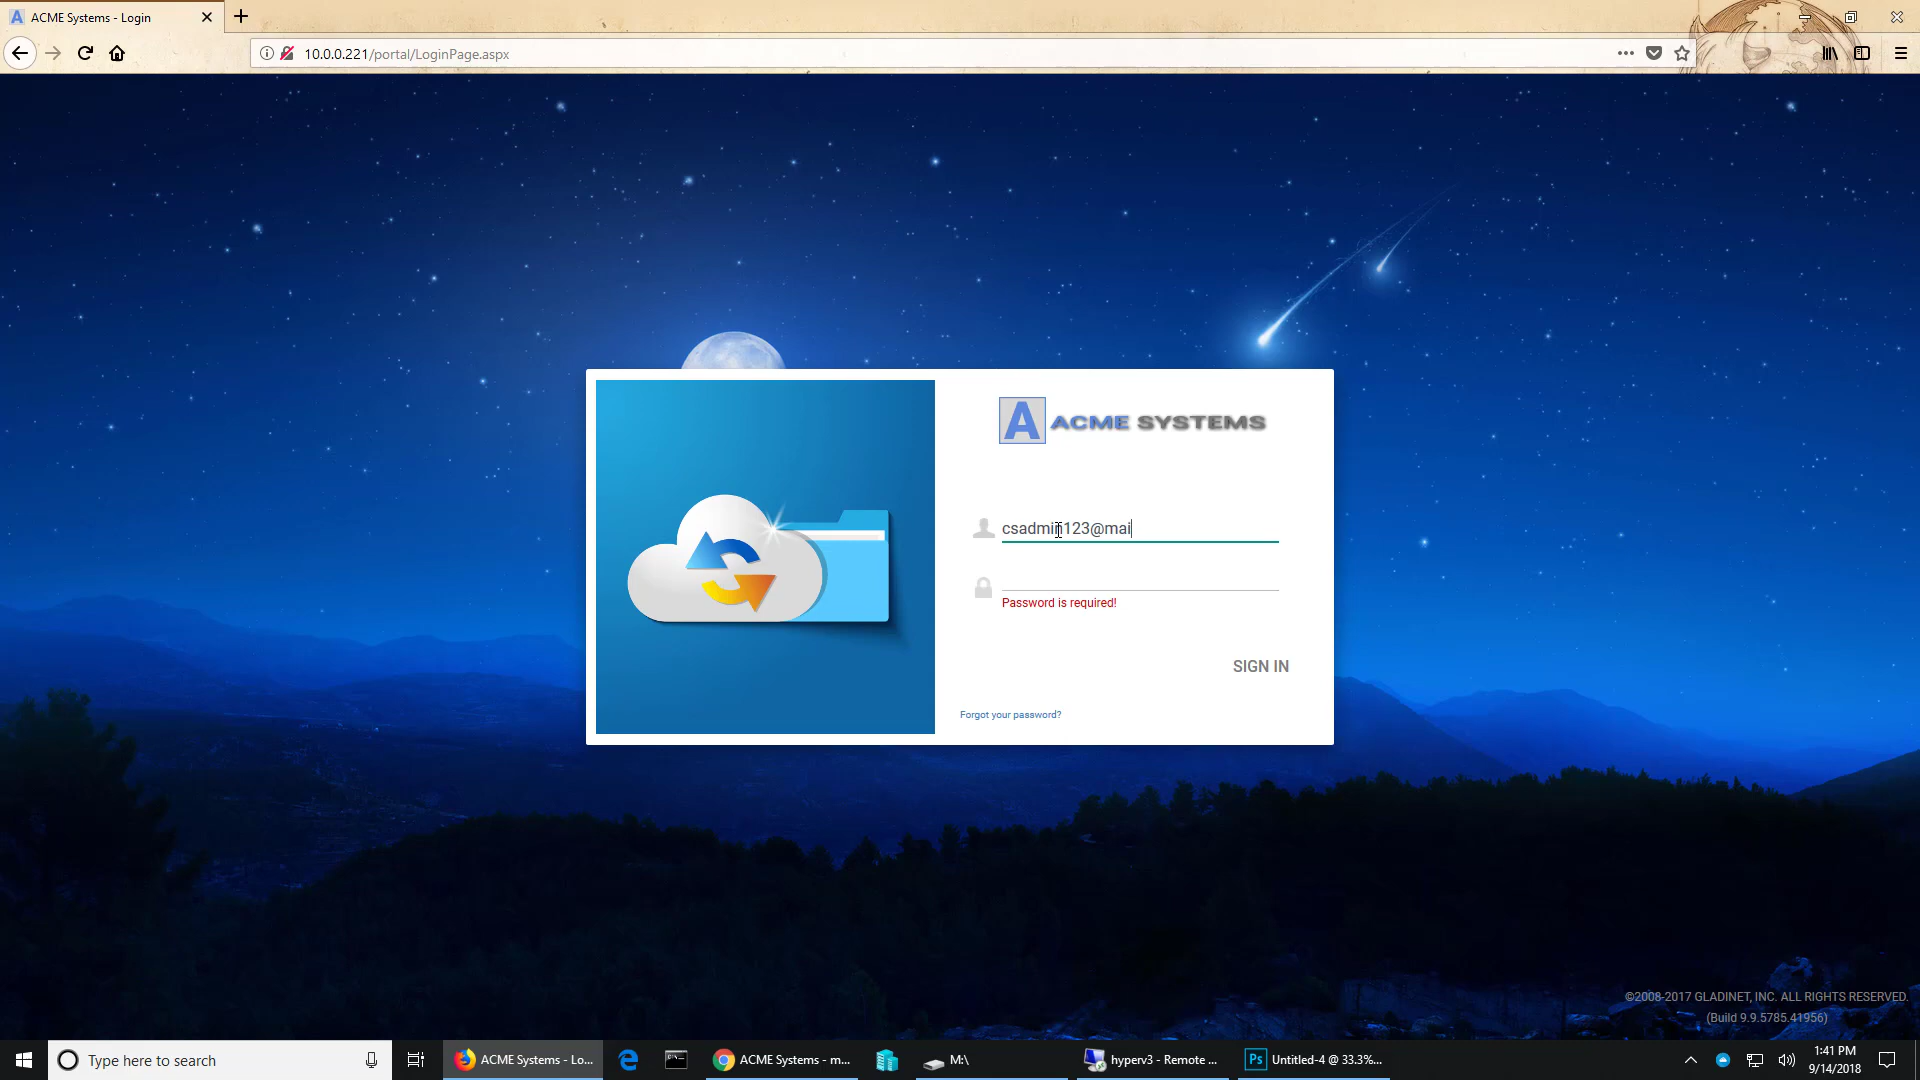 A ACME Systems - Login
10.0.0.221/portal/LoginPage.aspx
A ACME SYSTEMS
csadmin123@mai
Password is required!
SIGN IN
Forgot your password?
©2008-2017 GLADINET, INC. ALL RIGHTS RESERVED.
(Build 9.9.5785.41956)
Type here to search
ACME Systems - Lo...
ACME Systems - m...
M:\
hyperv3 - Remote ...
Ps
Untitled-4 @ 33.3%...
1:41 PM
9/14/2018